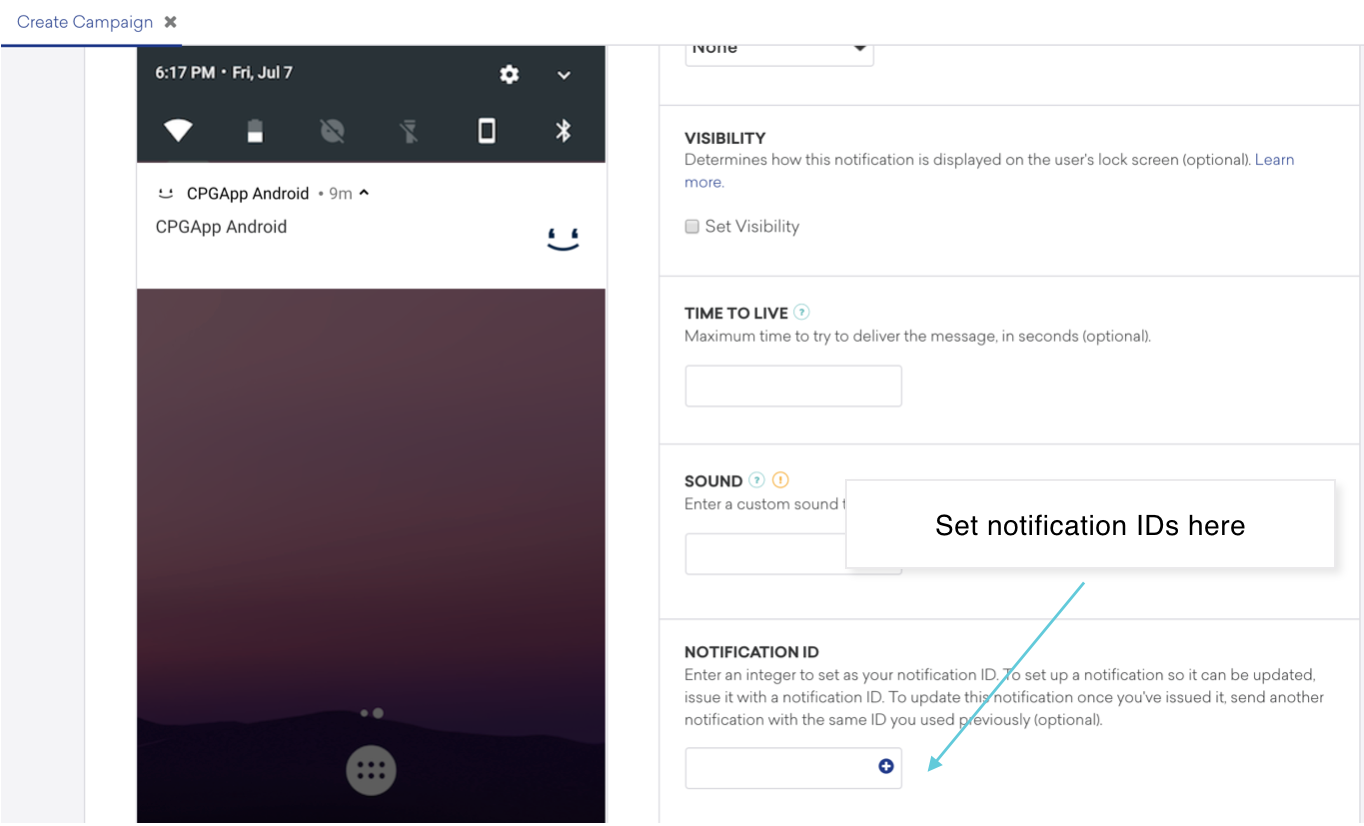 Create Campaign ✖
6:17 PM • Fri, Jul 7
CPGApp Android • 9m
CPGApp Android
None
VISIBILITY
Determines how this notification is displayed on the user's lock screen (optional). Learn
more.
Set Visibility
TIME TO LIVE ?
Maximum time to try to deliver the message, in seconds (optional).
SOUND ? !
Enter a custom sound
Set notification IDs here
NOTIFICATION ID
Enter an integer to set as your notification ID. To set up a notification so it can be updated,
issue it with a notification ID. To update this notification once you've issued it, send another
notification with the same ID you used previously (optional).